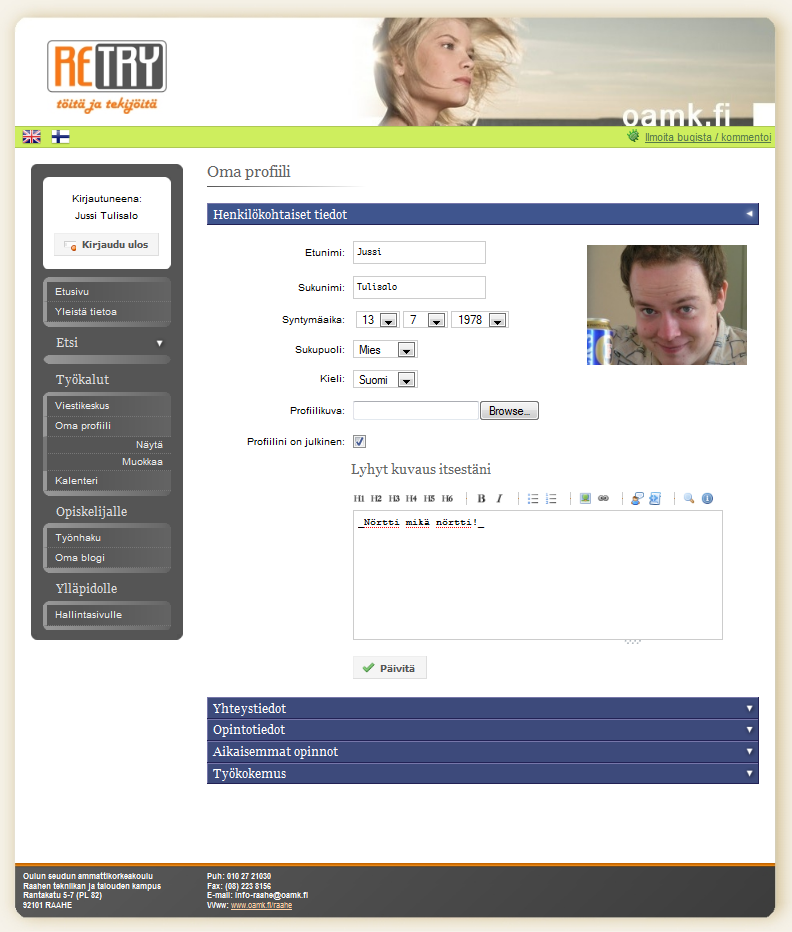 RETRY
töitä ja tekijöitä
oamk.fi
Ilmoita bugista / kommentoi
Kirjautuneena:
Jussi Tulisalo
Kirjaudu ulos
Etusivu
Yleistä tietoa
Etsi
Työkalut
Viestikeskus
Oma profiili
Näytä
Muokkaa
Kalenteri
Opiskelijalle
Työnhaku
Oma blogi
Ylläpidolle
Hallintasivulle
Oma profiili
Henkilökohtaiset tiedot
Etunimi: Jussi
Sukunimi: Tulisalo
Syntymäaika: 13 7 1978
Sukupuoli: Mies
Kieli: Suomi
Profiilikuva: Browse...
Profiilini on julkinen:
Lyhyt kuvaus itsestäni
H1 H2 H3 H4 H5 H6 B I
_Nörtti mikä nörtti!_
Päivitä
Yhteystiedot
Opintotiedot
Aikaisemmat opinnot
Työkokemus
Oulun seudun ammattikorkeakoulu
Raahen tekniikan ja talouden kampus
Rantakatu 5-7 (PL 82)
92101 RAAHE
Puh: 010 27 21030
Fax: (08) 223 8156
E-mail: info-raahe@oamk.fi
Www: www.oamk.fi/raahe